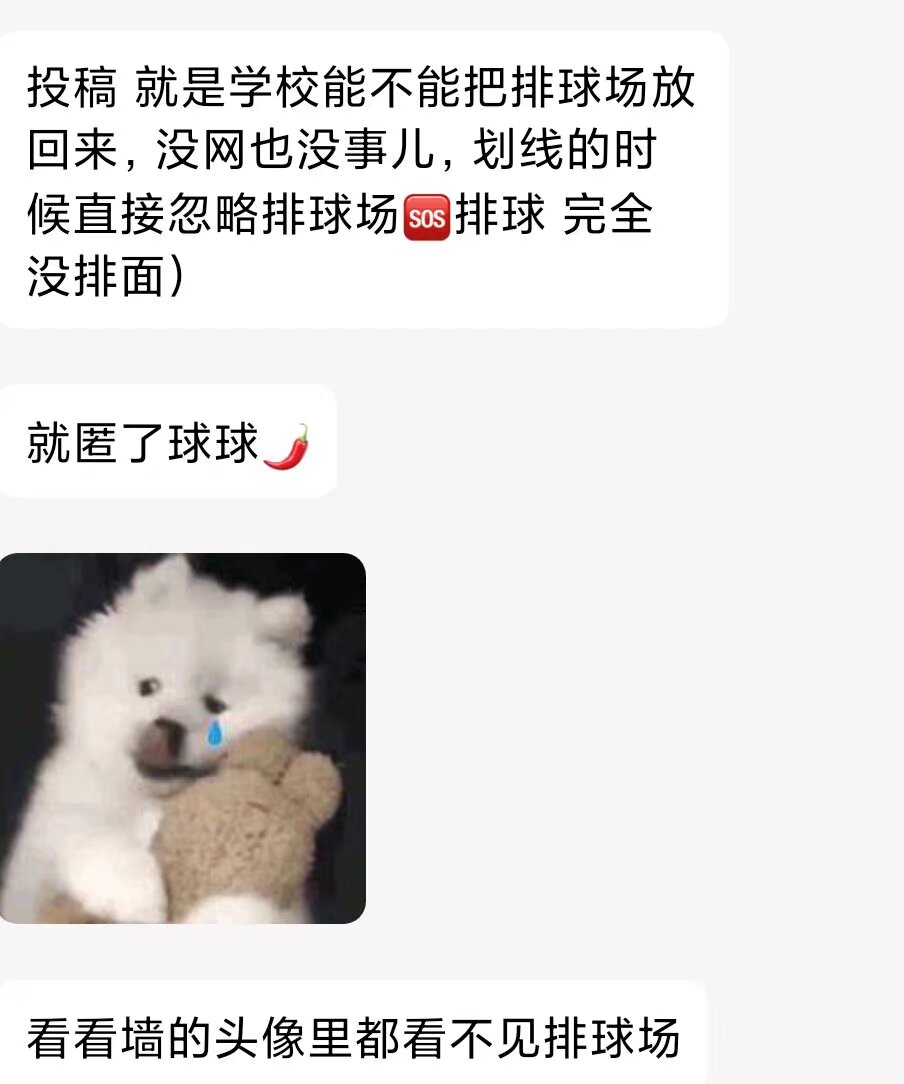 投稿 就是学校能不能把排球场放
回来，没网也没事儿，划线的时
候直接忽略排球场🆘排球 完全
没排面）
就匿了球球🌶️
看看墙的头像里都看不见排球场